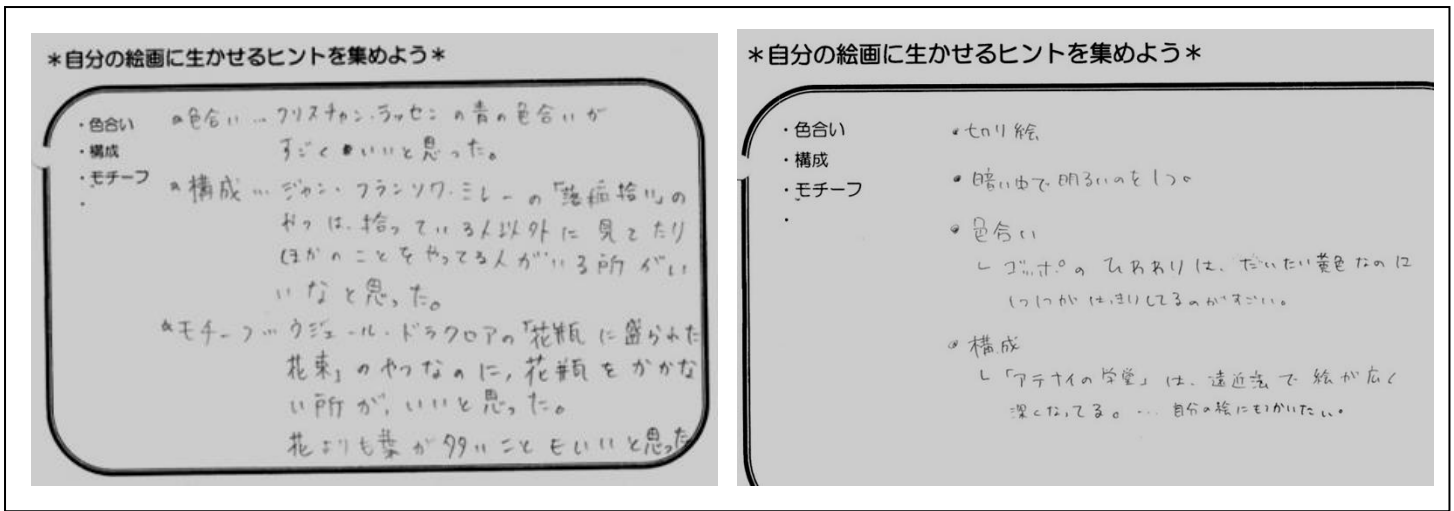 ＊自分の絵画に生かせるヒントを集めよう＊
・色合い
・構成
・モチーフ
・
色合い…クリスチャン・ラッセンの青の色合いが
すごくいいと思った。
構成…ジャン・フランソワ・ミレーの「落穂拾い」の
やつは、拾っている人以外に見てたり
ほかのことをやってる人がいる所がい
いなと思った。
モチーフ…ウジェール・ドラクロアの「花瓶に盛られた
花束」のやつなのに，花瓶をかかな
い所が，いいと思った。
花よりも葉が多いこともいいと思った
＊自分の絵画に生かせるヒントを集めよう＊
・色合い
・構成
・モチーフ
・
・切り絵
・暗い中で明るいのを1つ。
・色合い
└ ゴッホの ひまわりは、だいたい黄色なのに
1つ1つがはっきりしてるのがすごい。
・構成
└「アテナイの学堂」は、遠近法で絵が広く
深くなってる。…自分の絵にもかいたい。